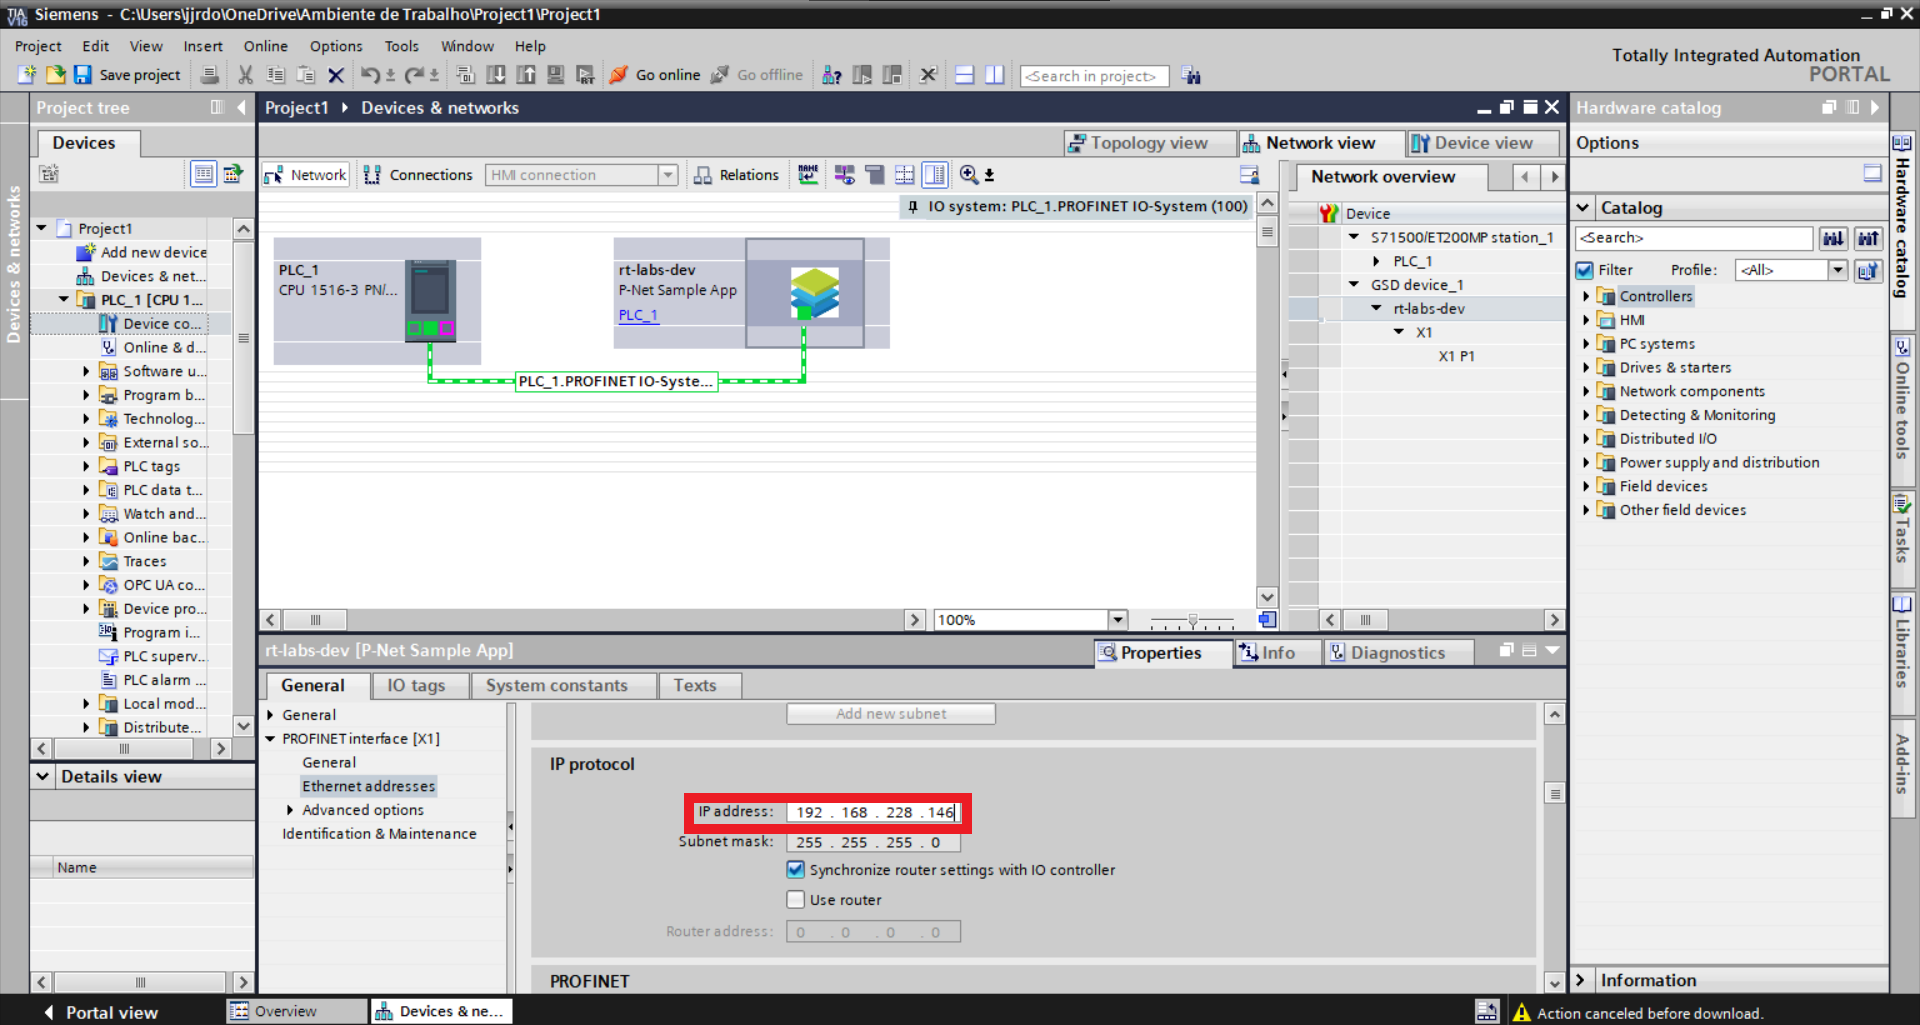 Siemens - C:\Users\jjrdo\OneDrive\Ambiente de Trabalho\Project1\Project1
Project Edit View Insert Online Options Tools Window Help
Totally Integrated Automation
PORTAL
Save project
Go online
Go offline
<Search in project>
Project tree
Project1 Devices & networks
Hardware catalog
Devices
Topology view
Network view
Device view
Options
Network
Connections
HMI connection
Relations
Network overview
IO system: PLC_1.PROFINET IO-System (100)
Device
Catalog
Devices & networks
Project1
Add new device
Devices & net...
PLC_1 [CPU 1...
Device co...
Online & d...
Software u...
Program b...
Technolog...
External so...
PLC tags
PLC data t...
Watch and...
Online bac...
Traces
OPC UA co...
Device pro...
Program i...
PLC superv...
PLC alarm ...
Local mod...
Distribute...
PLC_1
CPU 1516-3 PN/...
rt-labs-dev
P-Net Sample App
PLC_1
PLC_1.PROFINET IO-Syste...
S71500/ET200MP station_1
PLC_1
GSD device_1
rt-labs-dev
X1
X1 P1
<Search>
Filter
Profile:
<All>
Controllers
HMI
PC systems
Drives & starters
Network components
Detecting & Monitoring
Distributed I/O
Power supply and distribution
Field devices
Other field devices
Hardware catalog
Online tools
Tasks
Libraries
Add-ins
100%
rt-labs-dev [P-Net Sample App]
Properties
Info
Diagnostics
General
IO tags
System constants
Texts
General
PROFINET interface [X1]
General
Ethernet addresses
Advanced options
Identification & Maintenance
Add new subnet
IP protocol
IP address: 192 . 168 . 228 . 146
Subnet mask: 255 . 255 . 255 . 0
Synchronize router settings with IO controller
Use router
Router address: 0 . 0 . 0 . 0
PROFINET
Details view
Name
Information
Portal view
Overview
Devices & ne...
Action canceled before download.